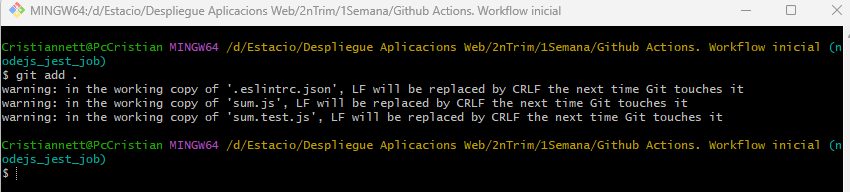 MINGW64:/d/Estacio/Despliegue Aplicacions Web/2nTrim/1Semana/Github Actions. Workflow inicial
Cristiannett@PcCristian MINGW64 /d/Estacio/Despliegue Aplicacions Web/2nTrim/1Semana/Github Actions. Workflow inicial (n
odejs_jest_job)
$ git add .
warning: in the working copy of '.eslintrc.json', LF will be replaced by CRLF the next time Git touches it
warning: in the working copy of 'sum.js', LF will be replaced by CRLF the next time Git touches it
warning: in the working copy of 'sum.test.js', LF will be replaced by CRLF the next time Git touches it
Cristiannett@PcCristian MINGW64 /d/Estacio/Despliegue Aplicacions Web/2nTrim/1Semana/Github Actions. Workflow inicial (n
odejs_jest_job)
$